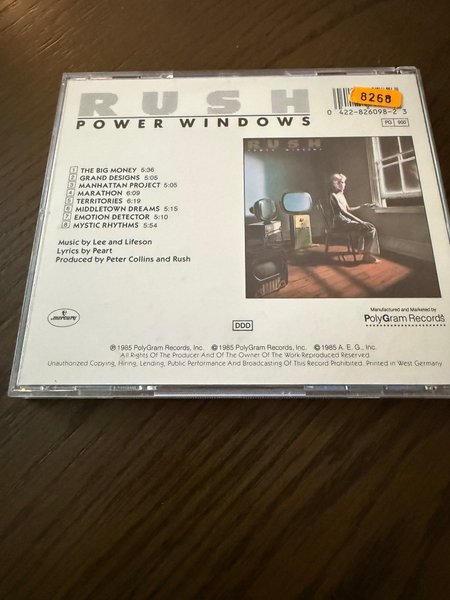 RUSH
POWER WINDOWS
8268
0 422-826098-2 3
PG 900
1 THE BIG MONEY 5:36
2 GRAND DESIGNS 5:05
3 MANHATTAN PROJECT 5:05
4 MARATHON 6:09
5 TERRITORIES 6:19
6 MIDDLETOWN DREAMS 5:15
7 EMOTION DETECTOR 5:10
8 MYSTIC RHYTHMS 5:54
RUSH
POWER WINDOWS
Music by Lee and Lifeson
Lyrics by Peart
Produced by Peter Collins and Rush
mercury
Manufactured and Marketed by
PolyGram Records
DDD
℗1985 PolyGram Records, Inc. ©1985 PolyGram Records, Inc. ©1985 A. E. G., Inc.
All Rights Of The Producer And Of The Owner Of The Work Reproduced Reserved.
Unauthorized Copying, Hiring, Lending, Public Performance And Broadcasting Of This Record Prohibited. Printed in West Germany